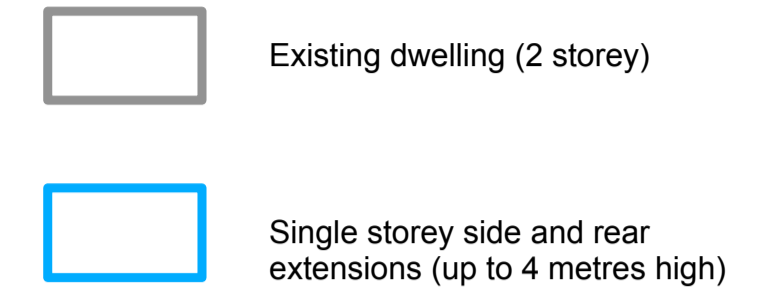 Existing dwelling (2 storey)
Single storey side and rear
extensions (up to 4 metres high)